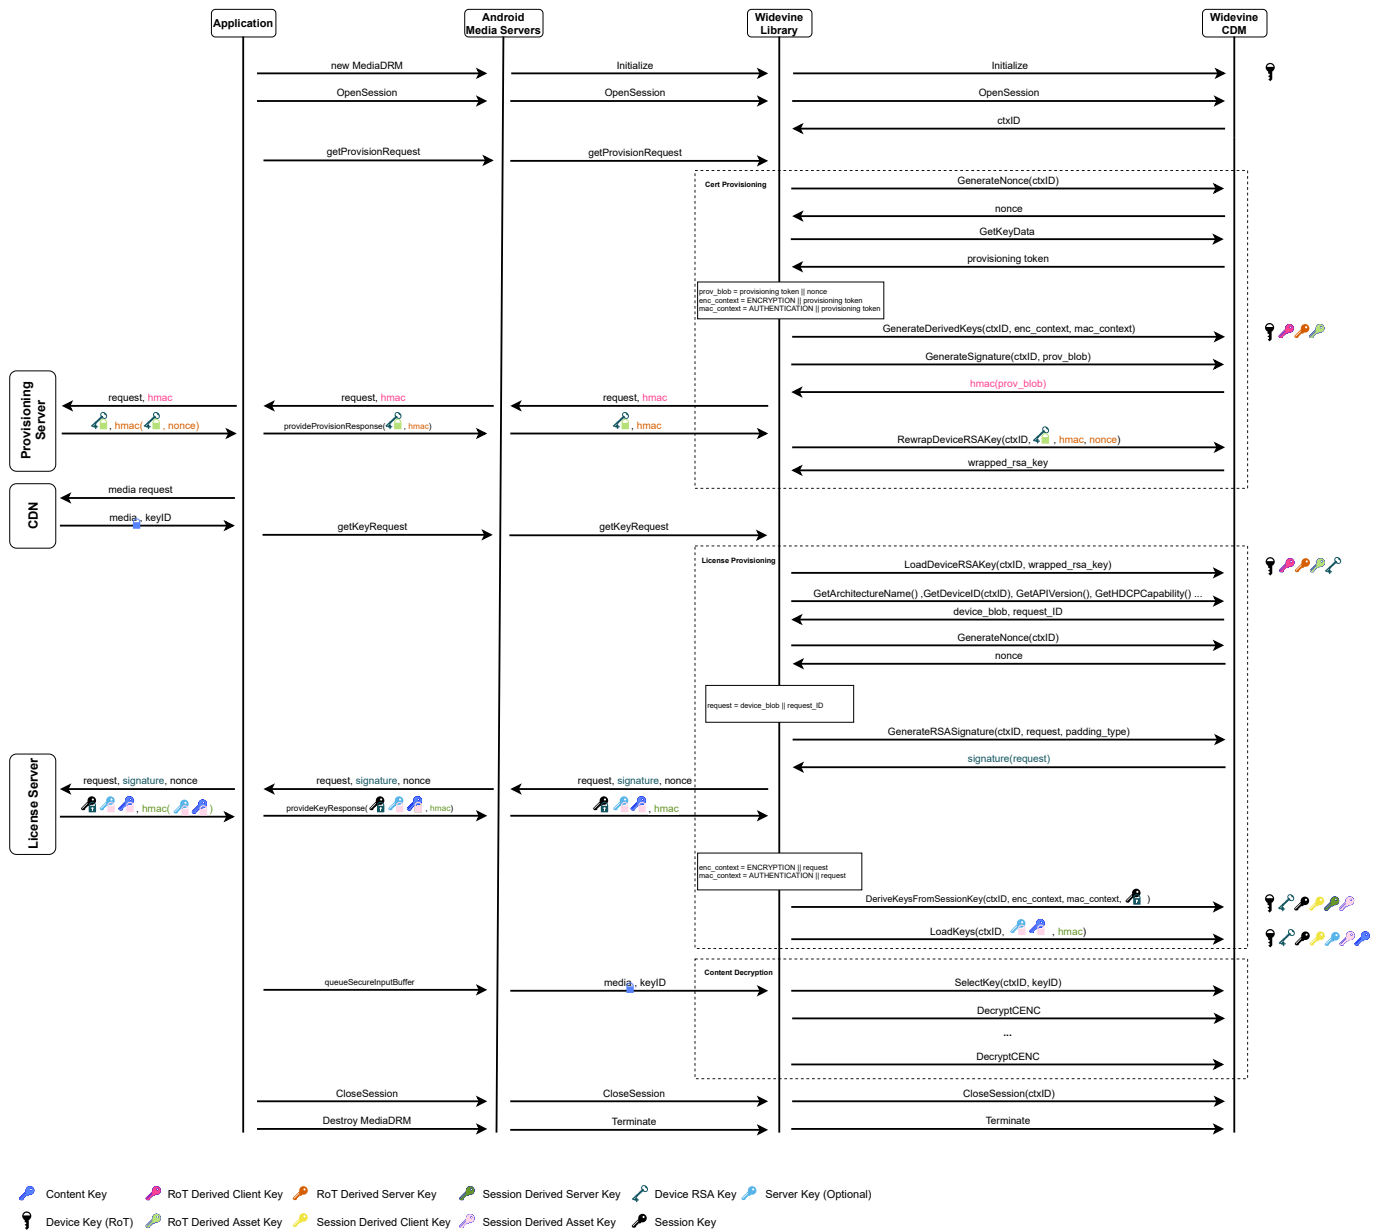 Application
Android
Media Servers
Widevine
Library
Widevine
CDM
new MediaDRM
Initialize
Initialize
OpenSession
OpenSession
OpenSession
ctxID
getProvisionRequest
getProvisionRequest
Cert Provisioning
GenerateNonce(ctxID)
nonce
GetKeyData
provisioning token
prov_blob = provisioning token || nonce
enc_context = ENCRYPTION || provisioning token
mac_context = AUTHENTICATION || provisioning token
GenerateDerivedKeys(ctxID, enc_context, mac_context)
GenerateSignature(ctxID, prov_blob)
hmac(prov_blob)
Provisioning
Server
request, hmac
request, hmac
request, hmac
, hmac( , nonce)
provideProvisionResponse( , hmac)
, hmac
RewrapDeviceRSAKey(ctxID, , hmac, nonce)
wrapped_rsa_key
CDN
media request
media , keyID
getKeyRequest
getKeyRequest
License Provisioning
LoadDeviceRSAKey(ctxID, wrapped_rsa_key)
GetArchitectureName() ,GetDeviceID(ctxID), GetAPIVersion(), GetHDCPCapability() ...
device_blob, request_ID
GenerateNonce(ctxID)
nonce
request = device_blob || request_ID
GenerateRSASignature(ctxID, request, padding_type)
signature(request)
License Server
request, signature, nonce
request, signature, nonce
request, signature, nonce
, hmac( )
provideKeyResponse( , hmac)
, hmac
enc_context = ENCRYPTION || request
mac_context = AUTHENTICATION || request
DeriveKeysFromSessionKey(ctxID, enc_context, mac_context, )
LoadKeys(ctxID, , hmac)
Content Decryption
queueSecureInputBuffer
media , keyID
SelectKey(ctxID, keyID)
DecryptCENC
...
DecryptCENC
CloseSession
CloseSession
CloseSession(ctxID)
Destroy MediaDRM
Terminate
Terminate
Content Key
RoT Derived Client Key
RoT Derived Server Key
Session Derived Server Key
Device RSA Key
Server Key (Optional)
Device Key (RoT)
RoT Derived Asset Key
Session Derived Client Key
Session Derived Asset Key
Session Key